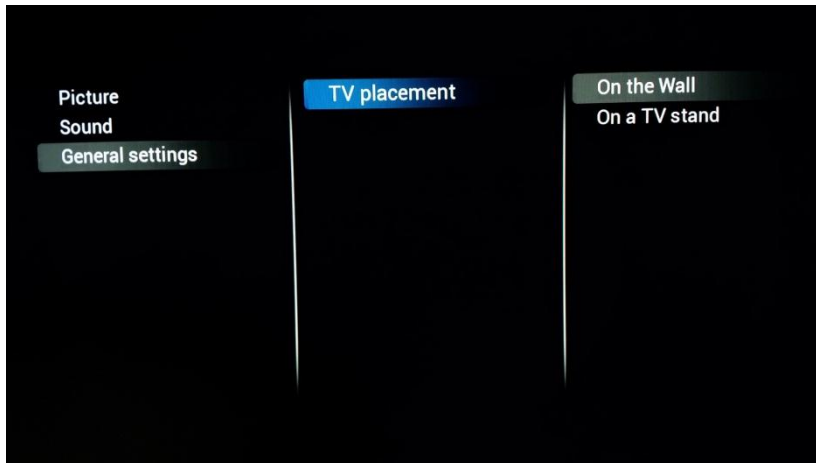 Picture
Sound
General settings
TV placement
On the Wall
On a TV stand